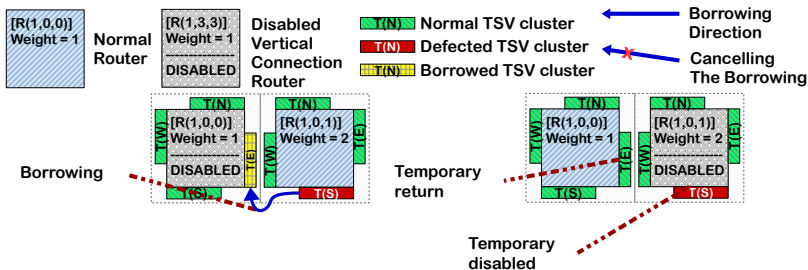 [R(1,0,0)]
Weight = 1
Normal
Router
[R(1,3,3)]
Weight = 1
DISABLED
Disabled
Vertical
Connection
Router
T(N)
Normal TSV cluster
T(N)
Defected TSV cluster
T(N)
Borrowed TSV cluster
Borrowing
Direction
X
Cancelling
The Borrowing
T(N)
T(W)
[R(1,0,0)]
Weight = 1
DISABLED
T(E)
T(S)
T(N)
T(W)
[R(1,0,1)]
Weight = 2
T(E)
T(S)
Borrowing
T(N)
T(W)
[R(1,0,0)]
Weight = 1
T(E)
T(S)
T(N)
T(W)
[R(1,0,1)]
Weight = 2
DISABLED
T(E)
T(S)
Temporary
return
Temporary
disabled